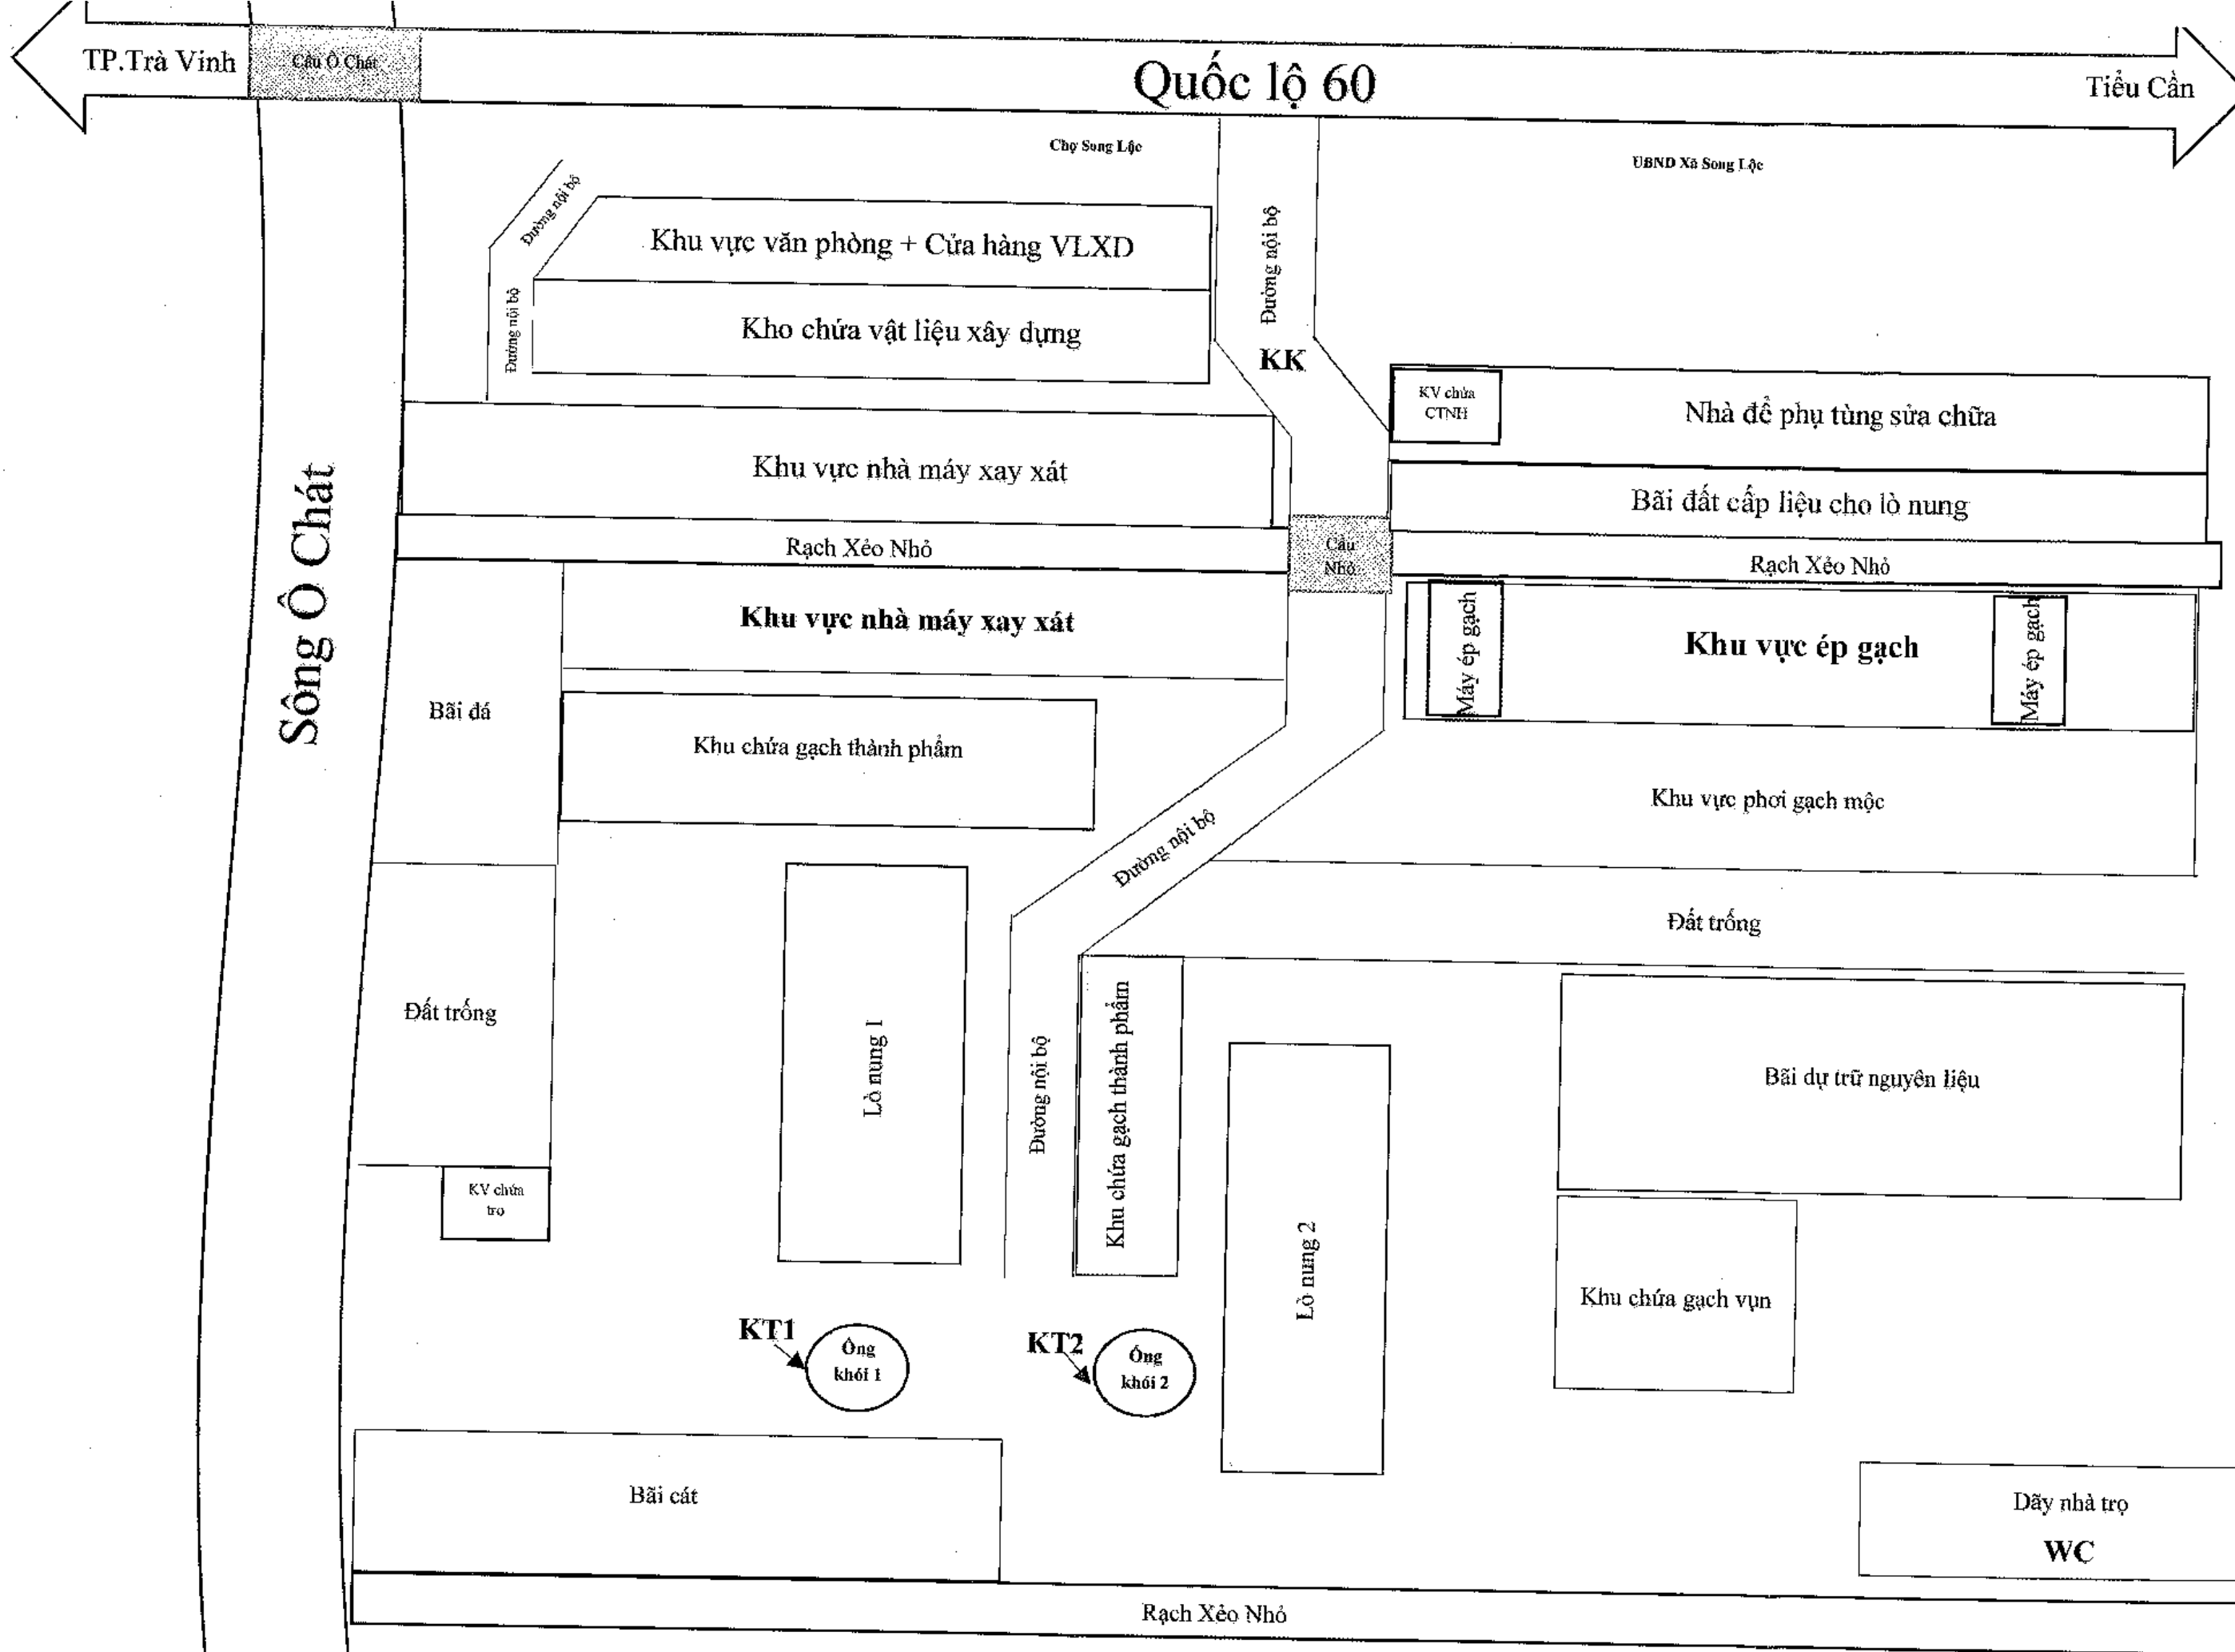 TP.Trà Vinh
Cầu Ô Chát
Quốc lộ 60
Tiểu Cần
Chợ Song Lộc
UBND Xã Song Lộc
Đường nội bộ
Khu vực văn phòng + Cửa hàng VLXD
Đường nội bộ
Đường nội bộ
Kho chứa vật liệu xây dựng
KK
KV chứa
CTNH
Nhà để phụ tùng sửa chữa
Khu vực nhà máy xay xát
Bãi đất cấp liệu cho lò nung
Sông Ô Chát
Rạch Xẻo Nhỏ
Cầu
Nhỏ
Rạch Xẻo Nhỏ
Khu vực nhà máy xay xát
Máy ép gạch
Khu vực ép gạch
Máy ép gạch
Bãi đá
Khu chứa gạch thành phẩm
Khu vực phơi gạch mộc
Đường nội bộ
Đất trống
Đất trống
Lò nung 1
Đường nội bộ
Khu chứa gạch thành phẩm
Bãi dự trữ nguyên liệu
KV chứa
tro
Lò nung 2
Khu chứa gạch vụn
KT1
Ống
khói 1
KT2
Ống
khói 2
Bãi cát
Dãy nhà trọ
WC
Rạch Xẻo Nhỏ